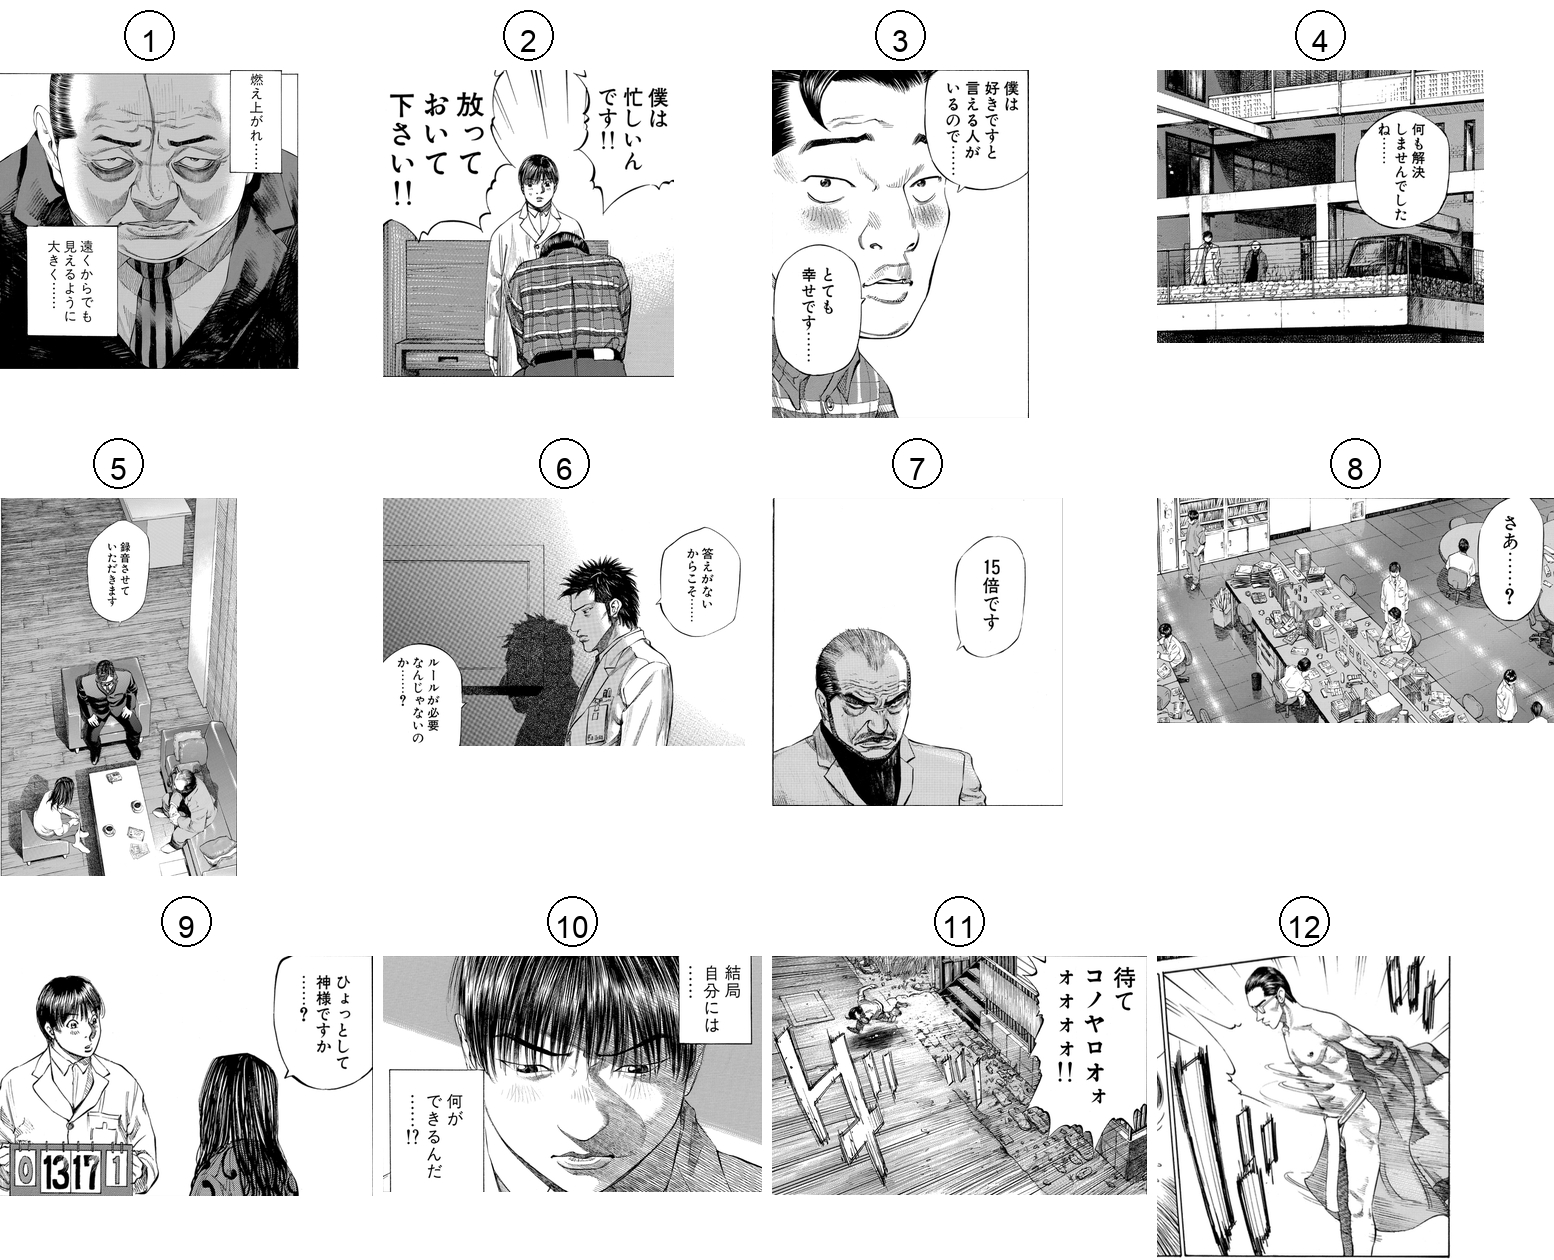 1
燃え上がれ……
遠くからでも
見えるように
大きく……
2
僕は
忙しいん
です!!
放って
おいて
下さい!!
3
僕は
好きですと
言える人が
いるので……
とても
幸せです……
4
何も解決
しませんでした
ね……
5
録音させて
いただきます
6
答えがない
からこそ……
ルールが必要
なんじゃないの
か……?
7
15倍です
8
さあ……?
9
ひょっとして
神様ですか
……?
0 13 17 1
10
結局
自分には
……
何が
できるんだ
……!?
11
待て
コノヤロオォ
ォォォォ!!
12